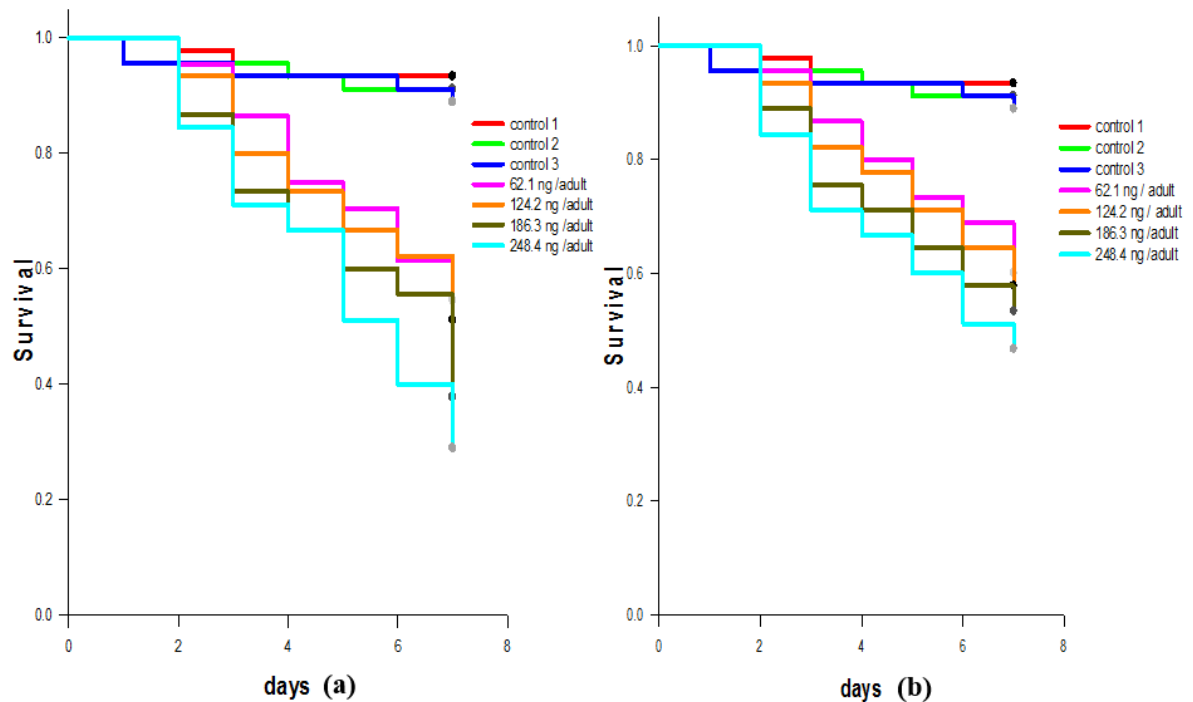 1.0
0.8
0.6
0.4
0.2
0.0
Survival
0 2 4 6 8
days (a)
control 1
control 2
control 3
62.1 ng /adult
124.2 ng /adult
186.3 ng /adult
248.4 ng /adult
1.0
0.8
0.6
0.4
0.2
0.0
Survival
0 2 4 6 8
days (b)
control 1
control 2
control 3
62.1 ng / adult
124.2 ng / adult
186.3 ng /adult
248.4 ng /adult